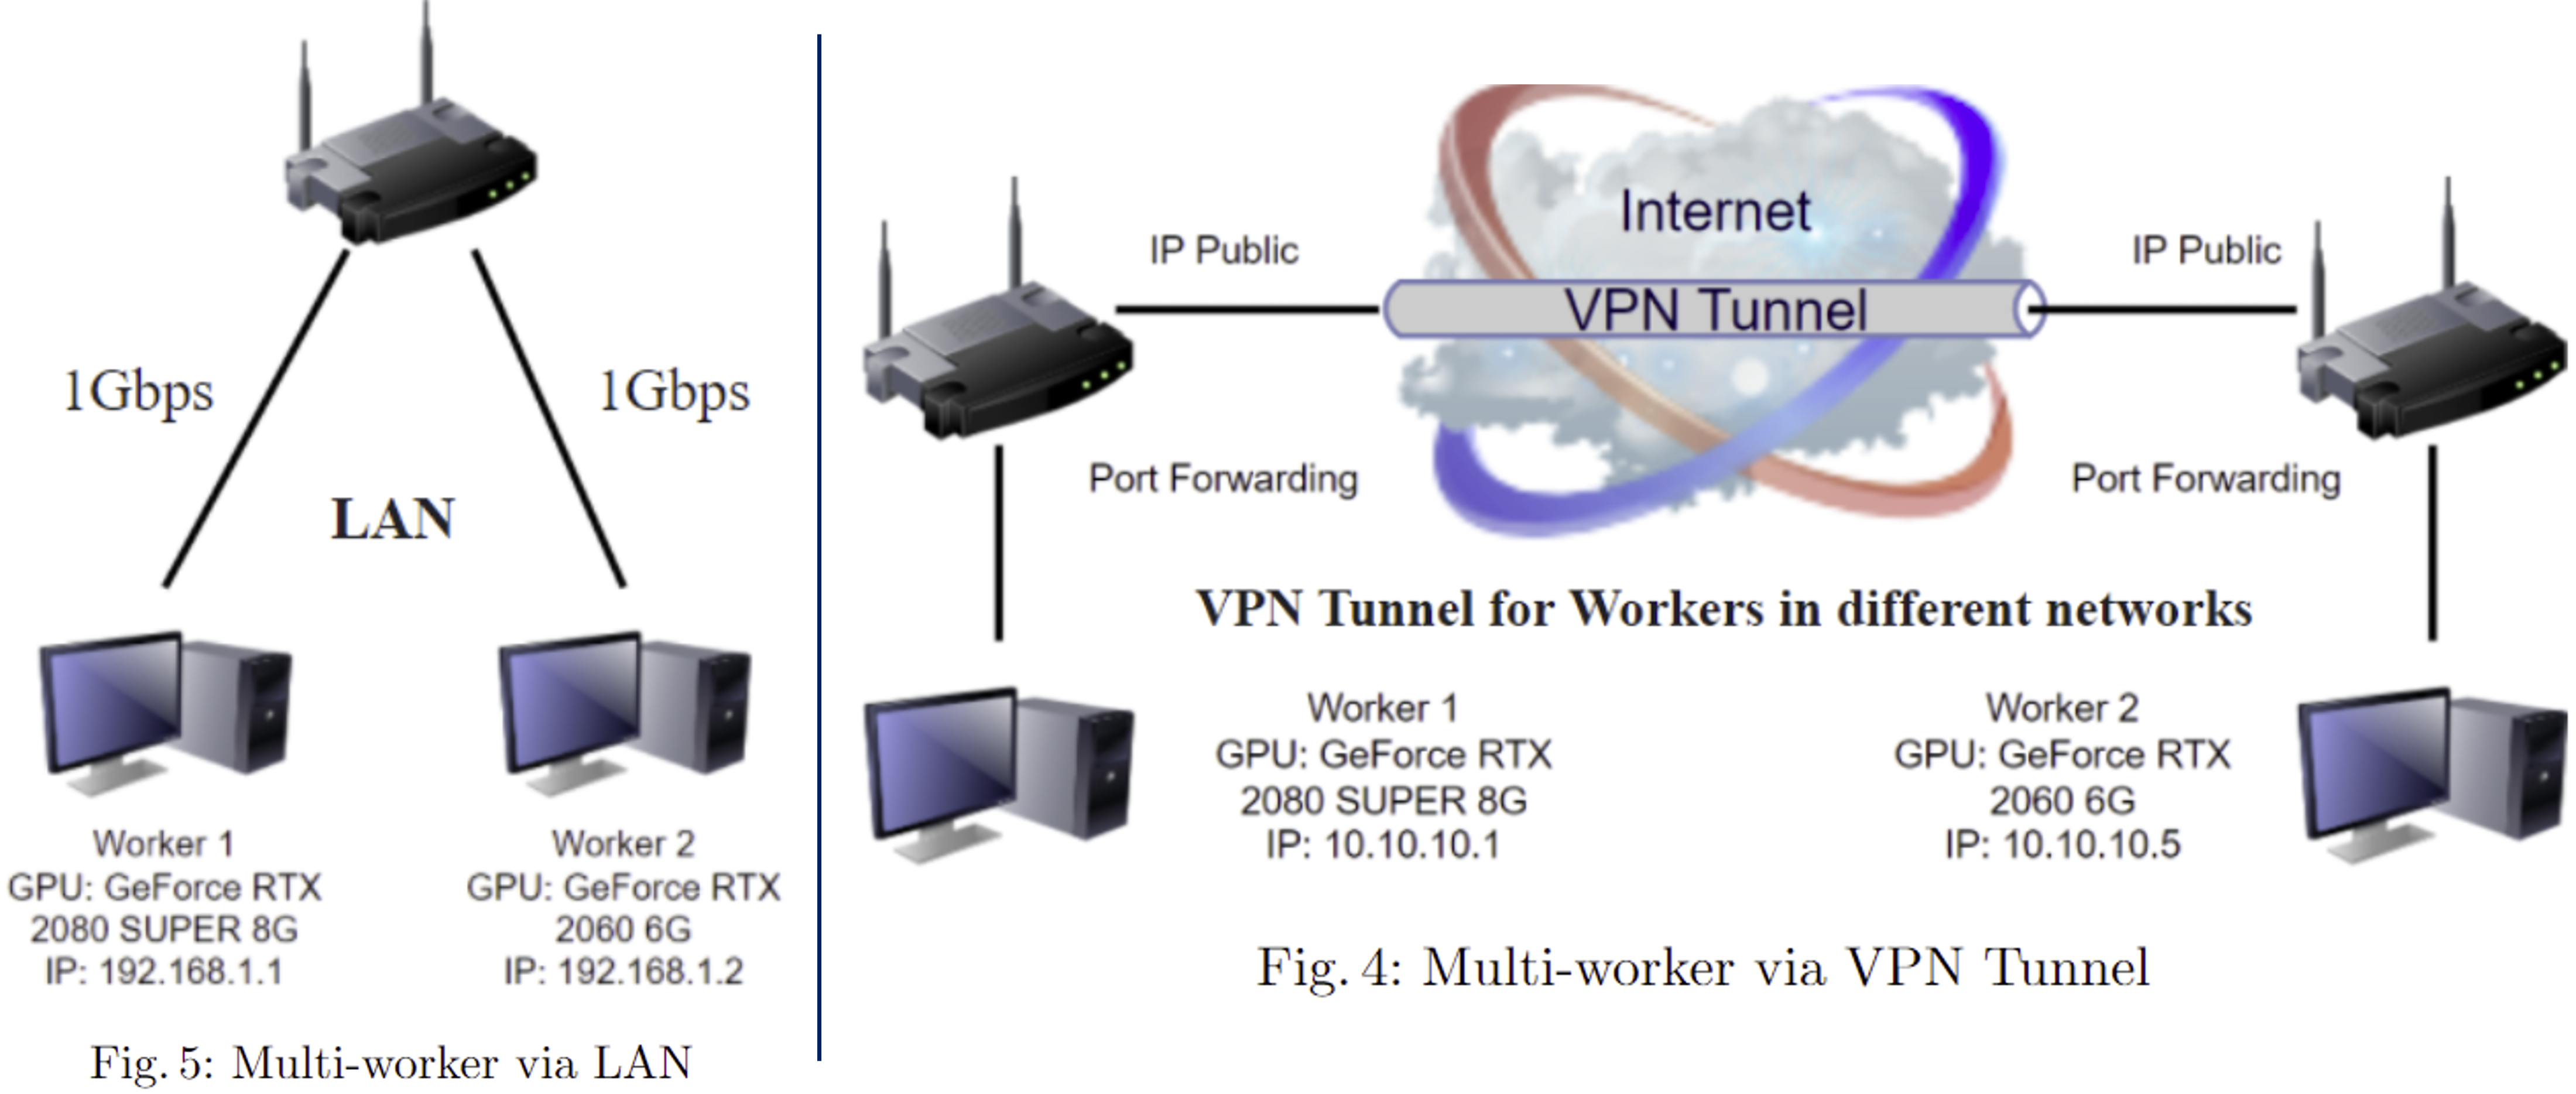 1Gbps
1Gbps
LAN
Worker 1
GPU: GeForce RTX
2080 SUPER 8G
IP: 192.168.1.1
Worker 2
GPU: GeForce RTX
2060 6G
IP: 192.168.1.2
Fig. 5: Multi-worker via LAN
IP Public
Internet
VPN Tunnel
IP Public
Port Forwarding
Port Forwarding
VPN Tunnel for Workers in different networks
Worker 1
GPU: GeForce RTX
2080 SUPER 8G
IP: 10.10.10.1
Worker 2
GPU: GeForce RTX
2060 6G
IP: 10.10.10.5
Fig. 4: Multi-worker via VPN Tunnel